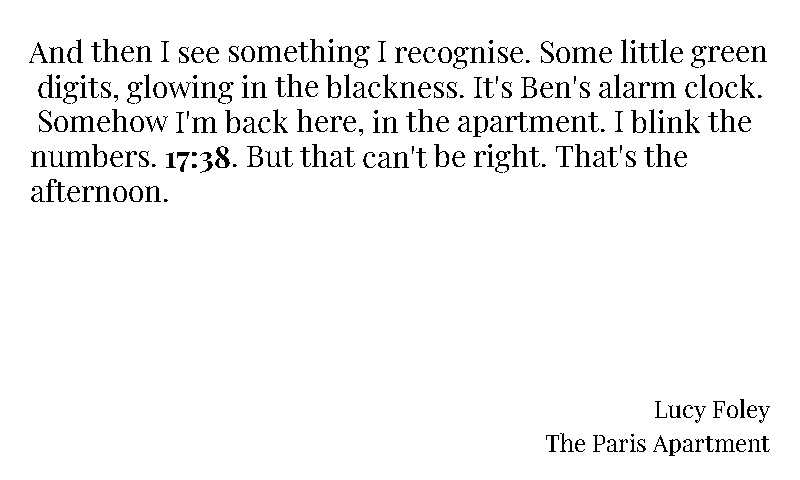 And then I see something I recognise. Some little green
digits, glowing in the blackness. It's Ben's alarm clock.
Somehow I'm back here, in the apartment. I blink the
numbers. 17:38. But that can't be right. That's the
afternoon.
Lucy Foley
The Paris Apartment